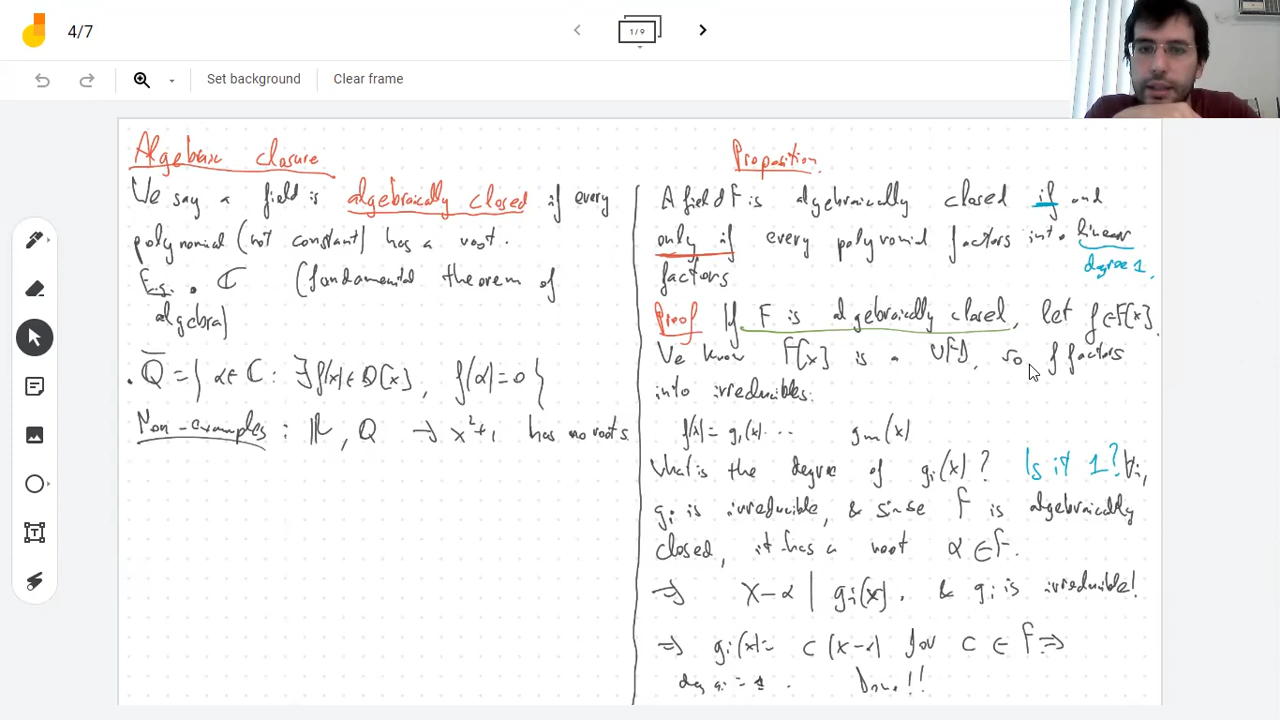 4/7
1/9
Set background
Clear frame
Algebraic closure
We say a field is algebraically closed if every
polynomial (not constant) has a root.
E.g. • ℂ (fundamental theorem of
algebra)
• Q̅ = { α ∈ ℂ : ∃ f(x) ∈ Q[x], f(α) = 0 }
Non-examples : ℝ, Q → x²+1 has no roots.
Proposition.
A field F is algebraically closed if and
only if every polynomial factors into linear
degree 1.
factors
Proof If F is algebraically closed, let f ∈ F[x].
We know F[x] is a UFD, so f factors
into irreducibles.
f(x) = g₁(x) ··· gm(x)
What is the degree of gi(x)? Is it 1? ∀i,
gi is irreducible, & since F is algebraically
closed, it has a root α ∈ F.
⇒ x-α | gi(x), & gi is irreducible!
⇒ gi(x) = c (x-α) for c ∈ F ⇒
deg gi = 1. Done!!